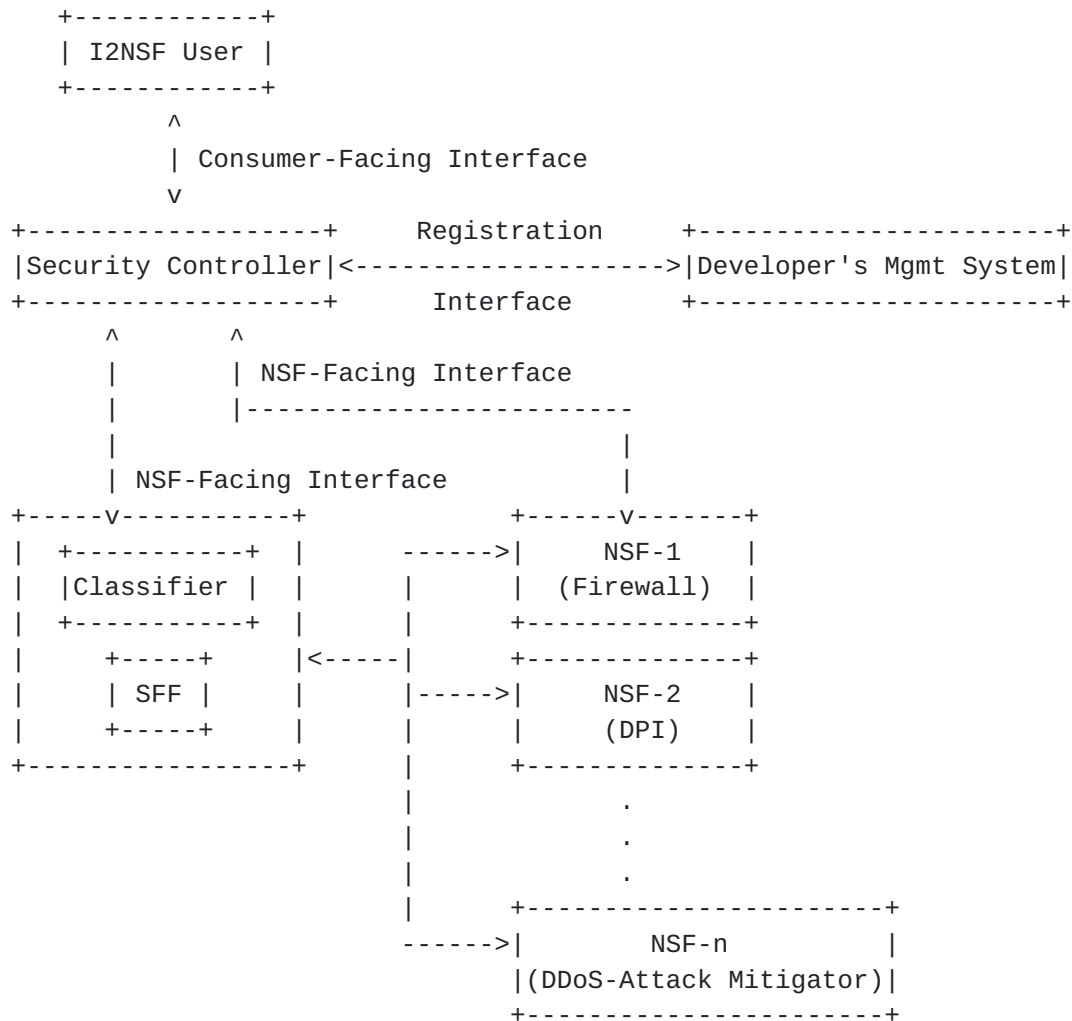 I2NSF User
Consumer-Facing Interface
Registration
Security Controller
Developer's Mgmt System
Interface
NSF-Facing Interface
NSF-Facing Interface
NSF-1
Classifier
(Firewall)
SFF
NSF-2
(DPI)
NSF-n
(DDoS-Attack Mitigator)